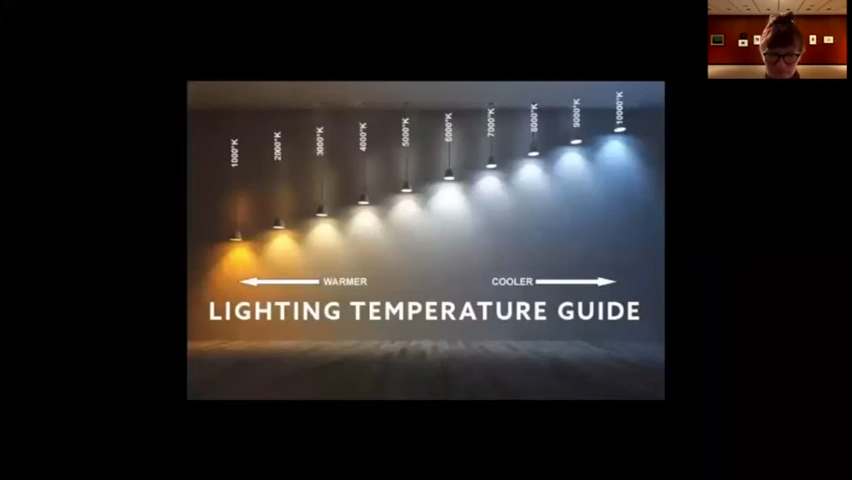 1000°K
2000°K
3000°K
4000°K
5000°K
6000°K
7000°K
8000°K
9000°K
10000°K
WARMER
COOLER
LIGHTING TEMPERATURE GUIDE